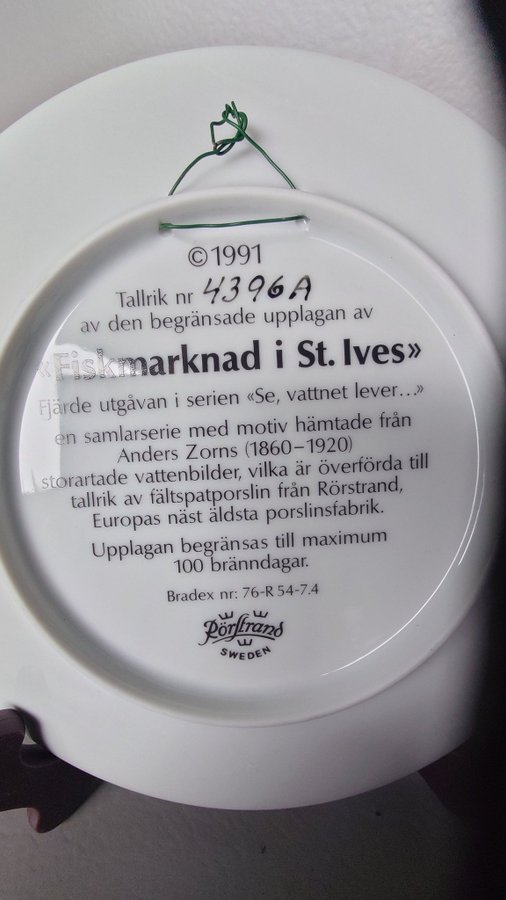 ©1991
Tallrik nr 4396A
av den begränsade upplagan av
«Fiskmarknad i St. Ives»
Fjärde utgåvan i serien «Se, vattnet lever...»
en samlarserie med motiv hämtade från
Anders Zorns (1860–1920)
storartade vattenbilder, vilka är överförda till
tallrik av fältspatporslin från Rörstrand,
Europas näst äldsta porslinsfabrik.
Upplagan begränsas till maximum
100 bränndagar.
Bradex nr: 76-R 54-7.4
Rörstrand
SWEDEN